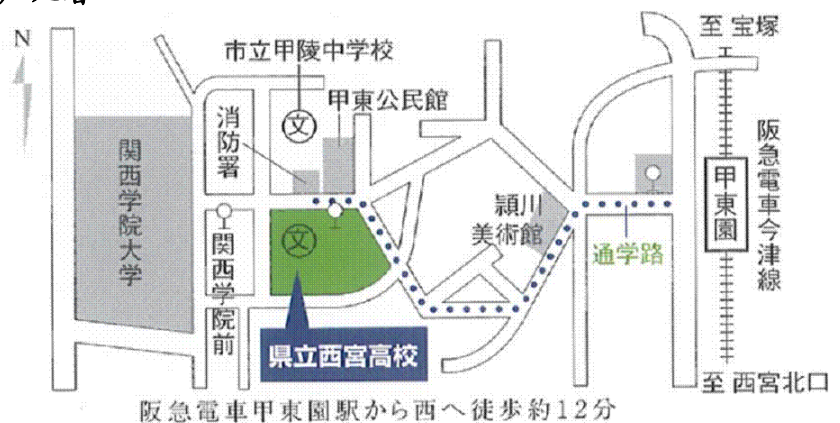 N
市立甲陵中学校
至 宝塚
甲東公民館
消防署
文
関西学院大学
阪急電車今津線
甲東園
頴川
美術館
文
関西学院前
通学路
県立西宮高校
至 西宮北口
阪急電車甲東園駅から西へ徒歩約12分